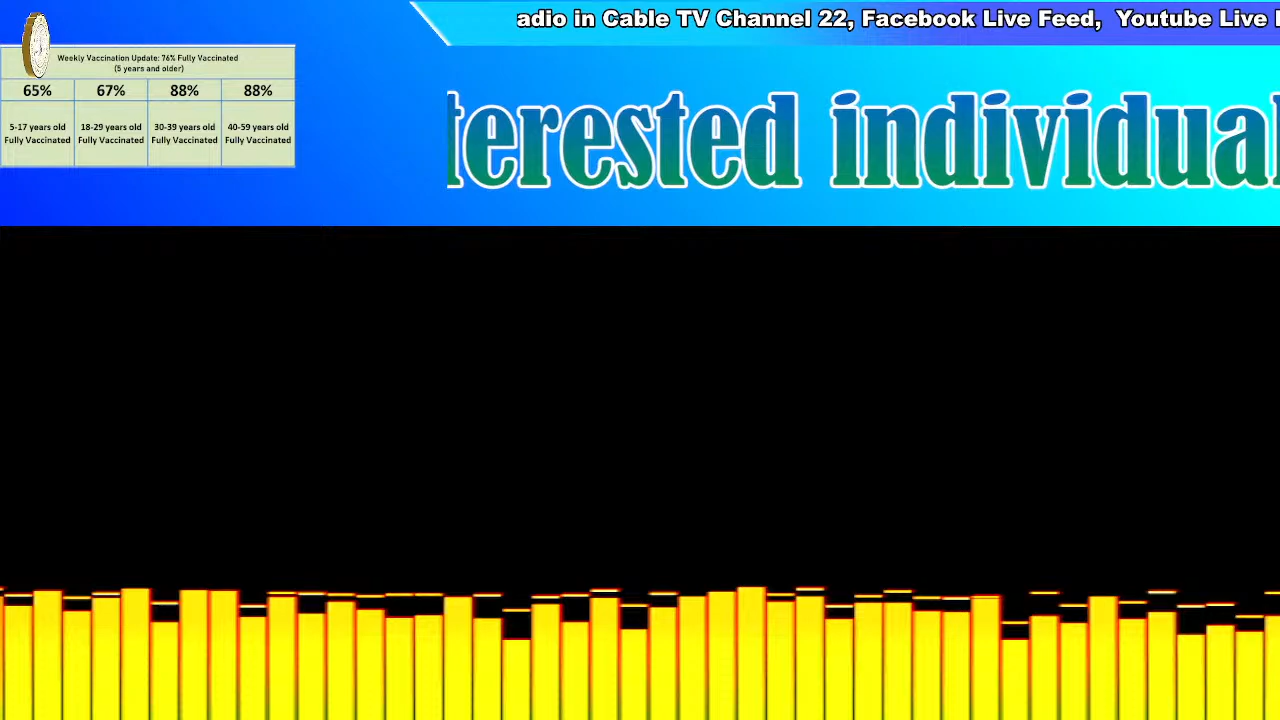 adio in Cable TV Channel 22, Facebook Live Feed, Youtube Live
Weekly Vaccination Update: 76% Fully Vaccinated
(5 years and older)
65% 67% 88% 88%
5-17 years old 18-29 years old 30-39 years old 40-59 years old
Fully Vaccinated Fully Vaccinated Fully Vaccinated Fully Vaccinated
terested individual